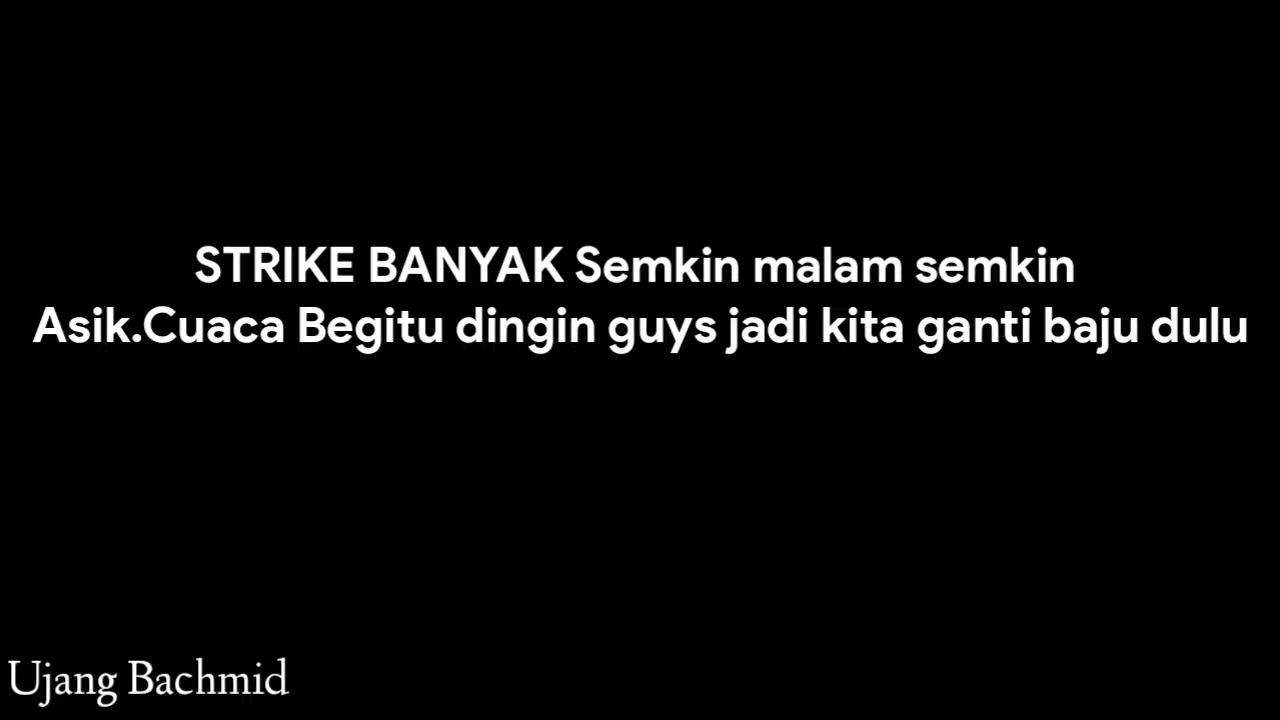 STRIKE BANYAK Semkin malam semkin
Asik.Cuaca Begitu dingin guys jadi kita ganti baju dulu
Ujang Bachmid